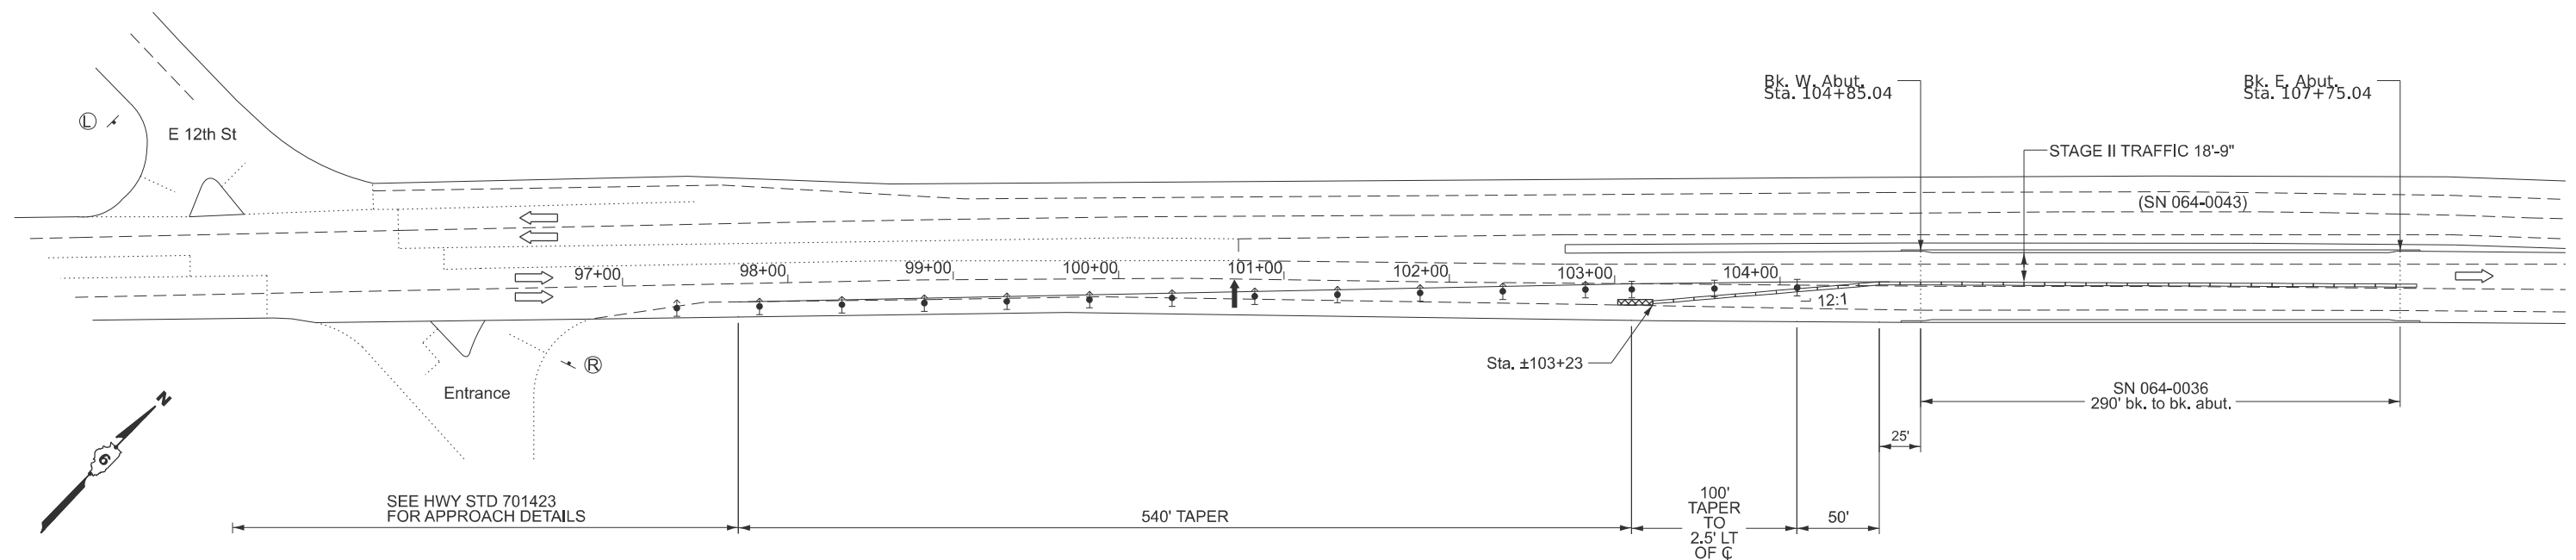 Bk. W. Abut.
Sta. 104+85.04
Bk. E. Abut.
Sta. 107+75.04
L
E 12th St
STAGE II TRAFFIC 18'-9"
(SN 064-0043)
97+00
98+00
99+00
100+00
101+00
102+00
103+00
104+00
12:1
Sta. ±103+23
R
Entrance
SN 064-0036
290' bk. to bk. abut.
N
6
25'
SEE HWY STD 701423
FOR APPROACH DETAILS
540' TAPER
100'
TAPER
TO
2.5' LT
OF ℄
50'